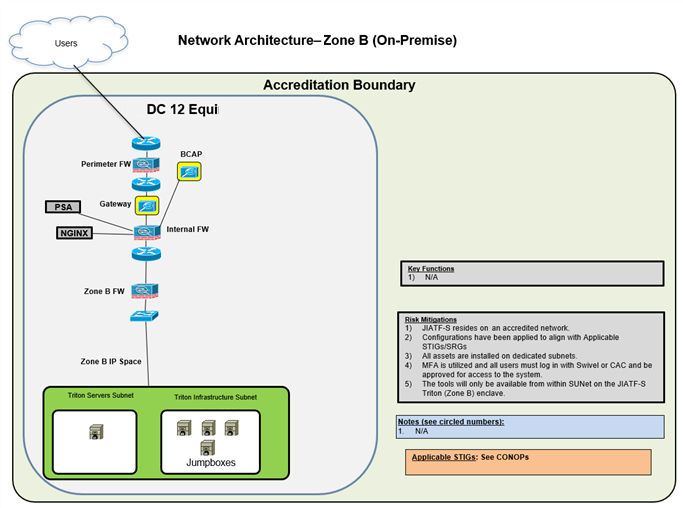 Network Architecture– Zone B (On-Premise)
Users
Accreditation Boundary
DC 12 Equi
BCAP
Perimeter FW
Gateway
PSA
NGINX
Internal FW
Zone B FW
Zone B IP Space
Triton Servers Subnet
Triton Infrastructure Subnet
Jumpboxes
Key Functions
1) N/A
Risk Mitigations
1) JIATF-S resides on an accredited network.
2) Configurations have been applied to align with Applicable
STIGs/SRGs
3) All assets are installed on dedicated subnets.
4) MFA is utilized and all users must log in with Swivel or CAC and be
approved for access to the system.
5) The tools will only be available from within SUNet on the JIATF-S
Triton (Zone B) enclave.
Notes (see circled numbers):
1. N/A
Applicable STIGs: See CONOPs